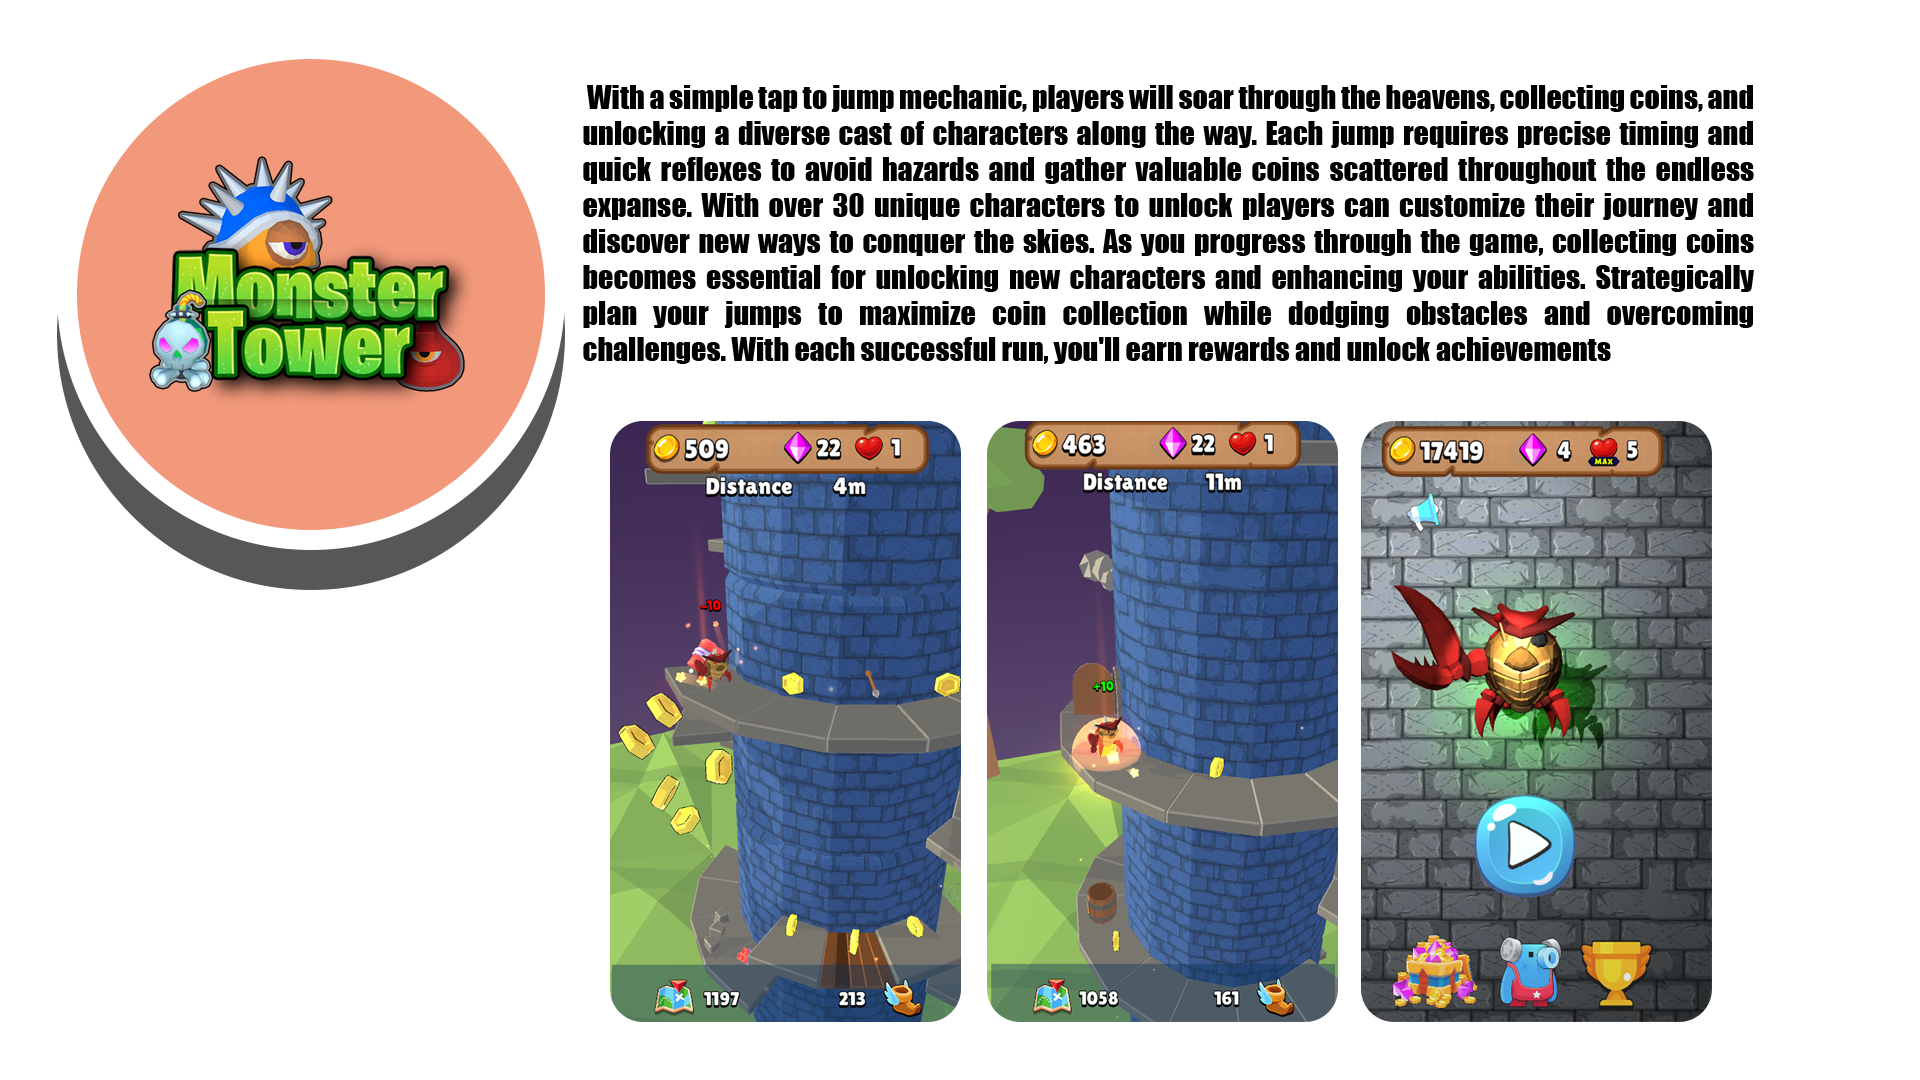 Monster
Tower
With a simple tap to jump mechanic, players will soar through the heavens, collecting coins, and
unlocking a diverse cast of characters along the way. Each jump requires precise timing and
quick reflexes to avoid hazards and gather valuable coins scattered throughout the endless
expanse. With over 30 unique characters to unlock players can customize their journey and
discover new ways to conquer the skies. As you progress through the game, collecting coins
becomes essential for unlocking new characters and enhancing your abilities. Strategically
plan your jumps to maximize coin collection while dodging obstacles and overcoming
challenges. With each successful run, you'll earn rewards and unlock achievements
509 22 1
Distance 4m
-10
1197 213
463 22 1
Distance 11m
+10
1058 161
17419 4 MAX 5